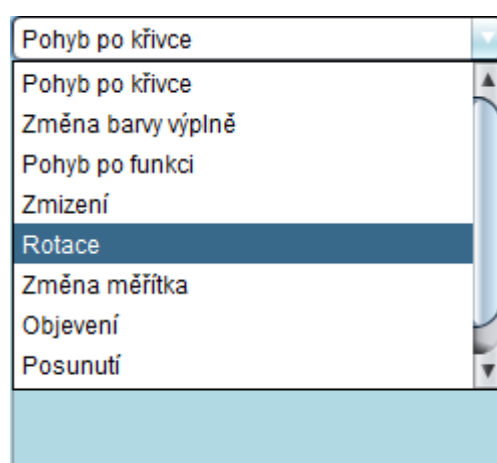 Pohyb po křivce
Pohyb po křivce
Změna barvy výplně
Pohyb po funkci
Zmizení
Rotace
Změna měřítka
Objevení
Posunutí